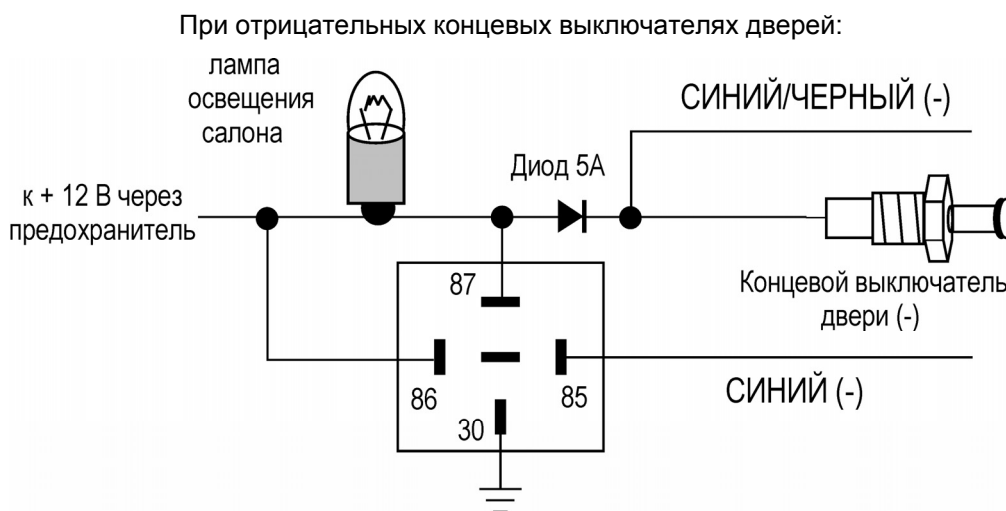 При отрицательных концевых выключателях дверей:
лампа
освещения
салона
СИНИЙ/ЧЕРНЫЙ (-)
Диод 5А
к + 12 В через
предохранитель
87
Концевой выключатель
двери (-)
86
85
СИНИЙ (-)
30